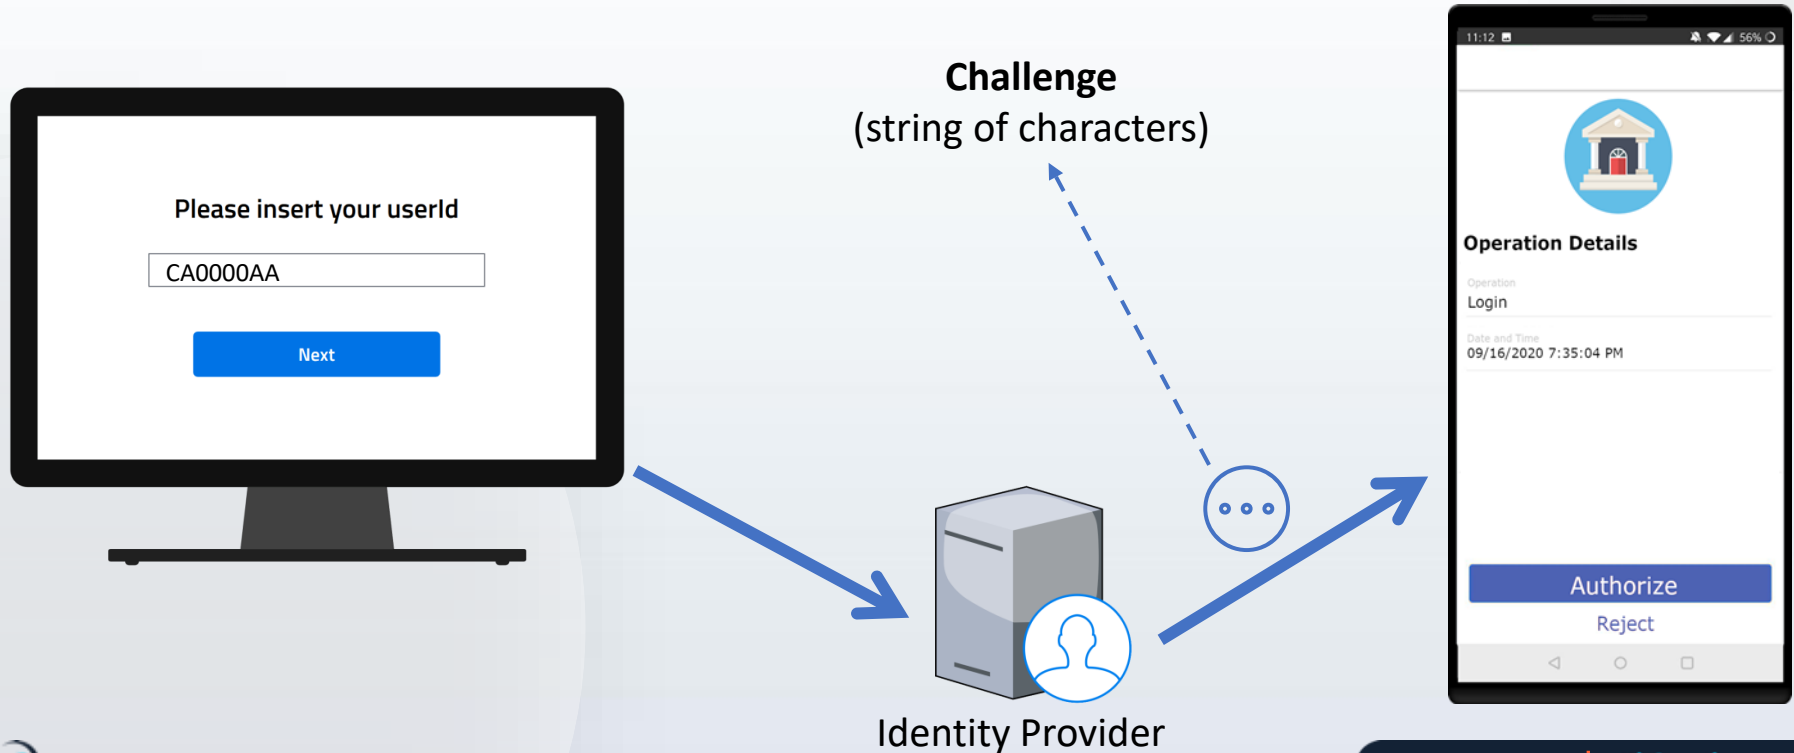 Please insert your userId
CA0000AA
Next
Challenge
(string of characters)
Identity Provider
11:12
56%
Operation Details
Operation
Login
Date and Time
09/16/2020 7:35:04 PM
Authorize
Reject